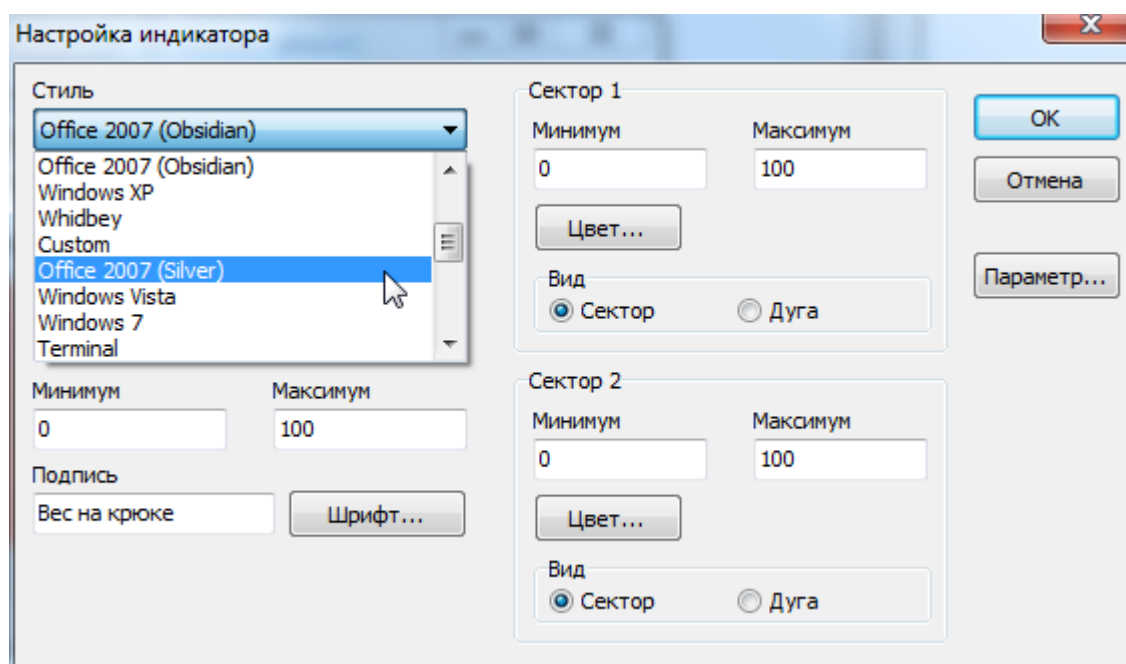 Настройка индикатора
Стиль
Office 2007 (Obsidian)
Office 2007 (Obsidian)
Windows XP
Whidbey
Custom
Office 2007 (Silver)
Windows Vista
Windows 7
Terminal
Минимум Максимум
0 100
Подпись
Вес на крюке Шрифт...
Сектор 1
Минимум Максимум
0 100
Цвет...
Вид
Сектор Дуга
Сектор 2
Минимум Максимум
0 100
Цвет...
Вид
Сектор Дуга
OK
Отмена
Параметр...